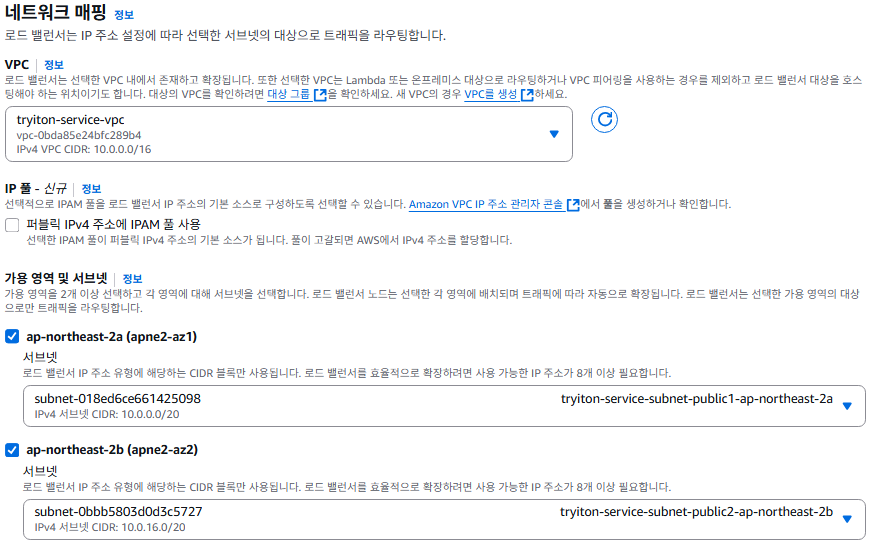 네트워크 매핑 정보
로드 밸런서는 IP 주소 설정에 따라 선택한 서브넷의 대상으로 트래픽을 라우팅합니다.
VPC 정보
로드 밸런서는 선택한 VPC 내에서 존재하고 확장됩니다. 또한 선택한 VPC는 Lambda 또는 온프레미스 대상으로 라우팅하거나 VPC 피어링을 사용하는 경우를 제외하고 로드 밸런서 대상을 호스
팅해야 하는 위치이기도 합니다. 대상의 VPC를 확인하려면 대상 그룹을 확인하세요. 새 VPC의 경우 VPC를 생성하세요.
tryiton-service-vpc
vpc-0bda85e24bfc289b4
IPv4 VPC CIDR: 10.0.0.0/16
IP 풀 - 신규 정보
선택적으로 IPAM 풀을 로드 밸런서 IP 주소의 기본 소스로 구성하도록 선택할 수 있습니다. Amazon VPC IP 주소 관리자 콘솔에서 풀을 생성하거나 확인합니다.
퍼블릭 IPv4 주소에 IPAM 풀 사용
선택한 IPAM 풀이 퍼블릭 IPv4 주소의 기본 소스가 됩니다. 풀이 고갈되면 AWS에서 IPv4 주소를 할당합니다.
가용 영역 및 서브넷 정보
가용 영역을 2개 이상 선택하고 각 영역에 대해 서브넷을 선택합니다. 로드 밸런서 노드는 선택한 각 영역에 배치되며 트래픽에 따라 자동으로 확장됩니다. 로드 밸런서는 선택한 가용 영역의 대상
으로만 트래픽을 라우팅합니다.
ap-northeast-2a (apne2-az1)
서브넷
로드 밸런서 IP 주소 유형에 해당하는 CIDR 블록만 사용됩니다. 로드 밸런서를 효율적으로 확장하려면 사용 가능한 IP 주소가 8개 이상 필요합니다.
subnet-018ed6ce661425098 tryiton-service-subnet-public1-ap-northeast-2a
IPv4 서브넷 CIDR: 10.0.0.0/20
ap-northeast-2b (apne2-az2)
서브넷
로드 밸런서 IP 주소 유형에 해당하는 CIDR 블록만 사용됩니다. 로드 밸런서를 효율적으로 확장하려면 사용 가능한 IP 주소가 8개 이상 필요합니다.
subnet-0bbb5803d0d3c5727 tryiton-service-subnet-public2-ap-northeast-2b
IPv4 서브넷 CIDR: 10.0.16.0/20